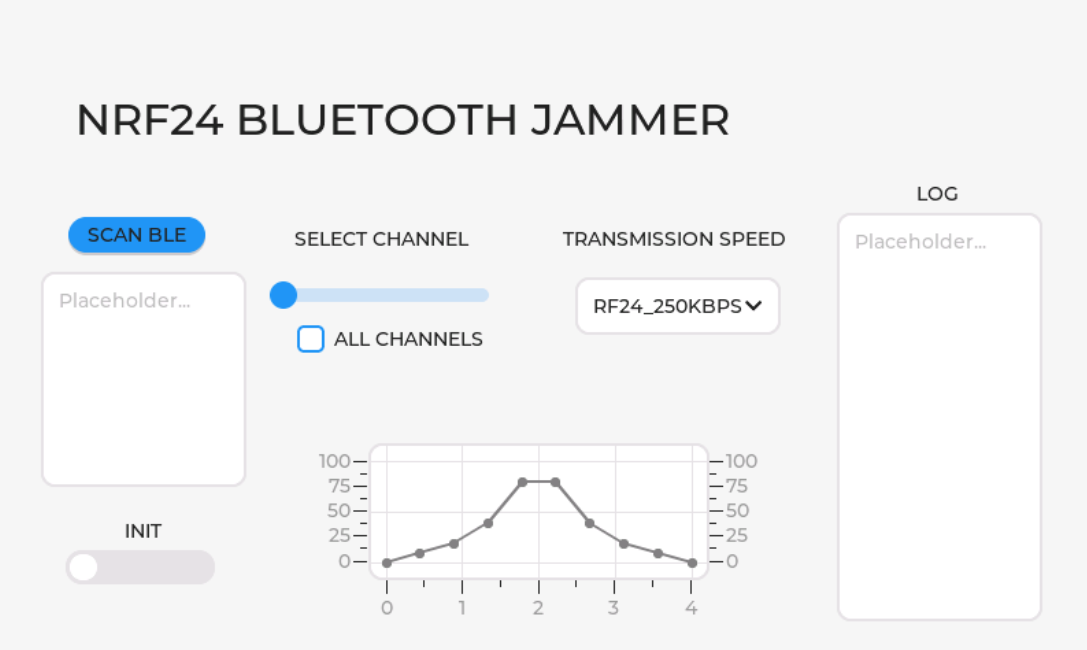 NRF24 BLUETOOTH JAMMER
LOG
SCAN BLE
SELECT CHANNEL
TRANSMISSION SPEED
Placeholder...
Placeholder...
RF24_250KBPS
ALL CHANNELS
INIT
100
75
50
25
0
100
75
50
25
0
0 1 2 3 4